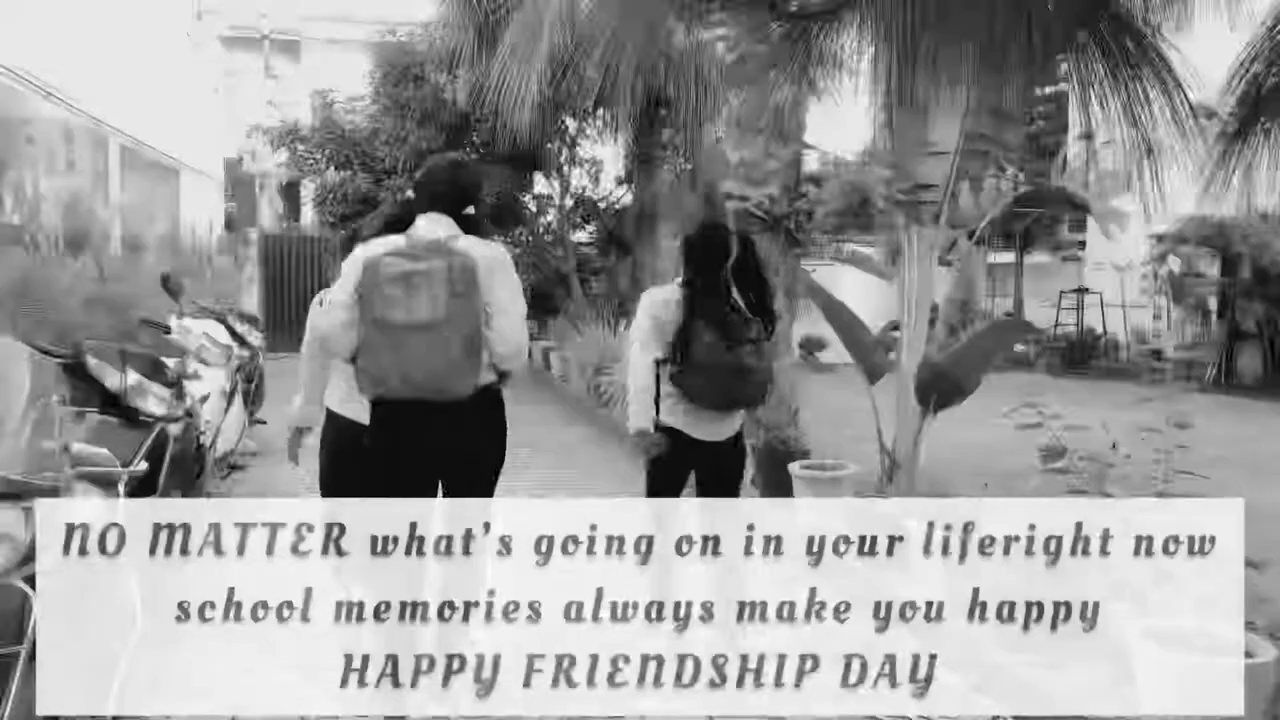 NO MATTER what's going on in your liferight now
school memories always make you happy
HAPPY FRIENDSHIP DAY